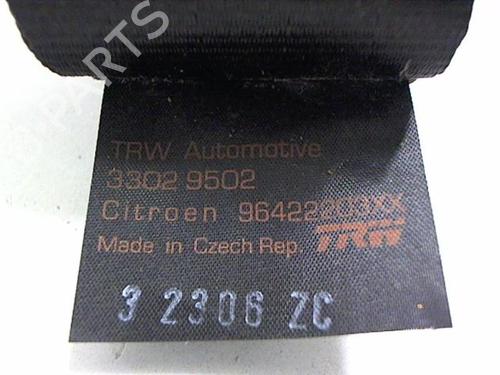 TRW Automotive
3302 9502
Citroen 96422203XX
Made in Czech Rep. TRW
3 2306 ZC